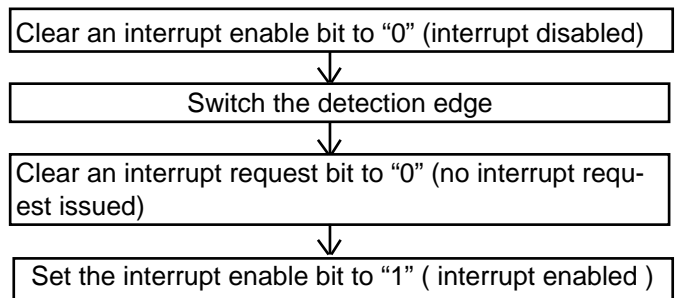 Clear an interrupt enable bit to “0” (interrupt disabled)
Switch the detection edge
Clear an interrupt request bit to “0” (no interrupt requ-
est issued)
Set the interrupt enable bit to “1” ( interrupt enabled )